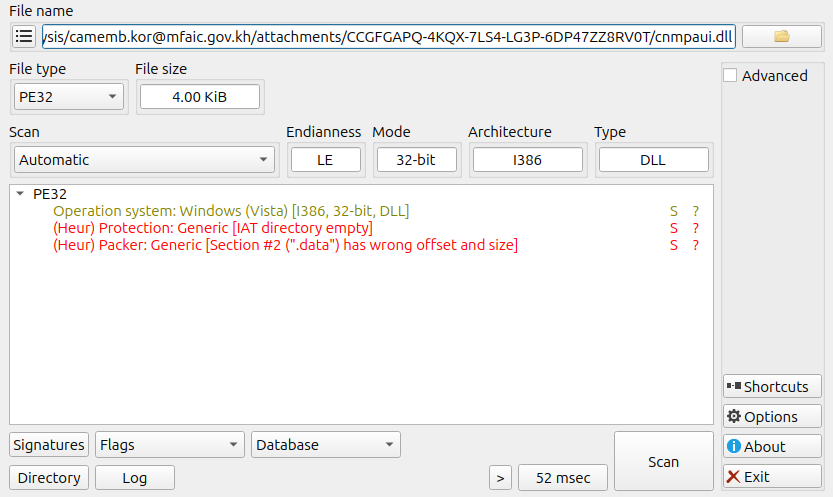 File name
ysis/camemb.kor@mfaic.gov.kh/attachments/CCGFGAPQ-4KQX-7LS4-LG3P-6DP47ZZ8RV0T/cnmpaui.dll
File type
File size
Advanced
PE32
4.00 KiB
Scan
Endianness
Mode
Architecture
Type
Automatic
LE
32-bit
I386
DLL
PE32
Operation system: Windows (Vista) [I386, 32-bit, DLL] S ?
(Heur) Protection: Generic [IAT directory empty] S ?
(Heur) Packer: Generic [Section #2 (".data") has wrong offset and size] S ?
Shortcuts
Options
Signatures
Flags
Database
Scan
About
Directory
Log
>
52 msec
Exit